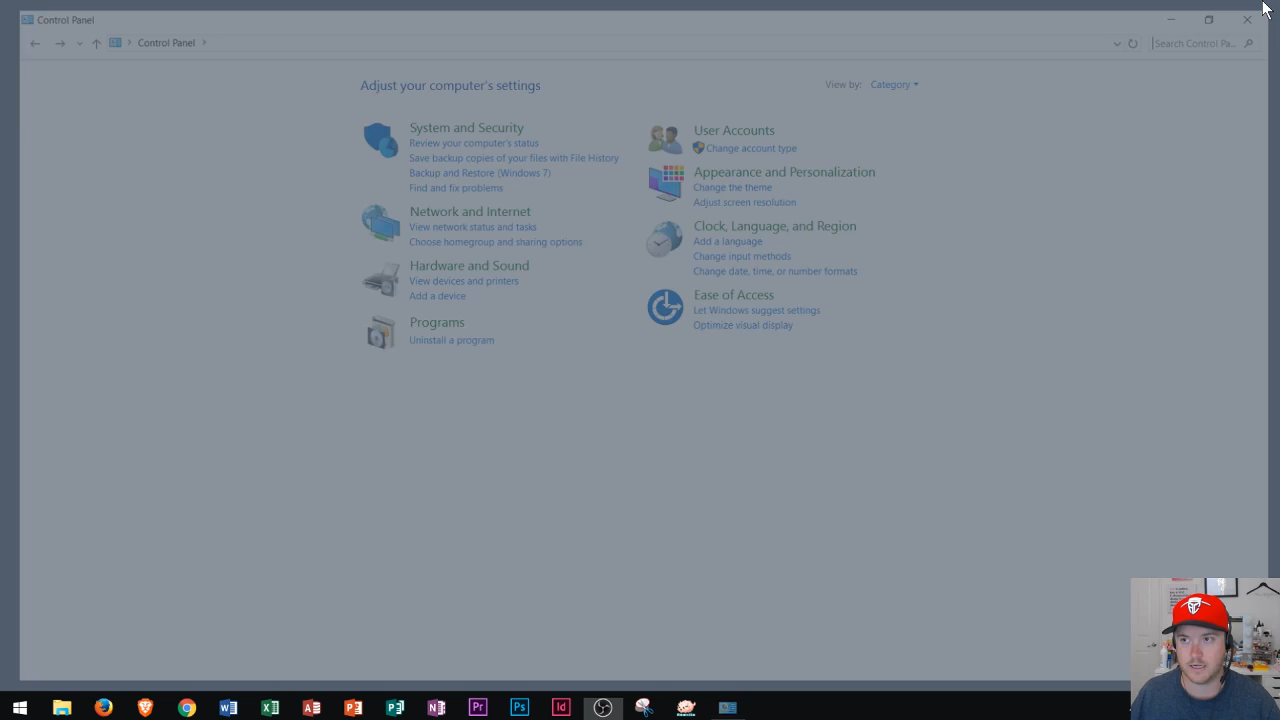 Control Panel
Control Panel
Search Control Pa...
Adjust your computer's settings
View by: Category
System and Security
Review your computer's status
Save backup copies of your files with File History
Backup and Restore (Windows 7)
Find and fix problems
Network and Internet
View network status and tasks
Choose homegroup and sharing options
Hardware and Sound
View devices and printers
Add a device
Programs
Uninstall a program
User Accounts
Change account type
Appearance and Personalization
Change the theme
Adjust screen resolution
Clock, Language, and Region
Add a language
Change input methods
Change date, time, or number formats
Ease of Access
Let Windows suggest settings
Optimize visual display
Pr
Ps
Id